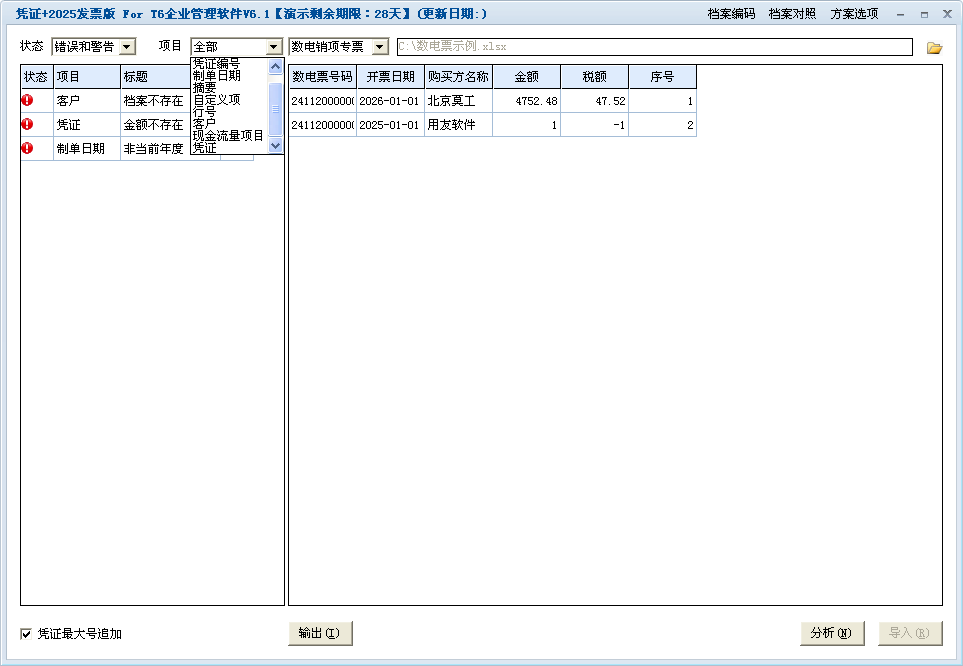 凭证+2025发票版 For T6企业管理软件V6.1【演示剩余期限：28天】(更新日期:) 档案编码 档案对照 方案选项
状态 错误和警告 项目 全部 数电销项专票 C:\数电票示例.xlsx
凭证编号
制单日期
摘要
自定义项
行号
客户
现金流量项目
凭证
状态 项目 标题
客户 档案不存在
凭证 金额不存在
制单日期 非当前年度
数电票号码 开票日期 购买方名称 金额 税额 序号
24112000000 2026-01-01 北京莫工 4752.48 47.52 1
24112000000 2025-01-01 用友软件 1 -1 2
凭证最大号追加 输出(I) 分析(N) 导入(R)